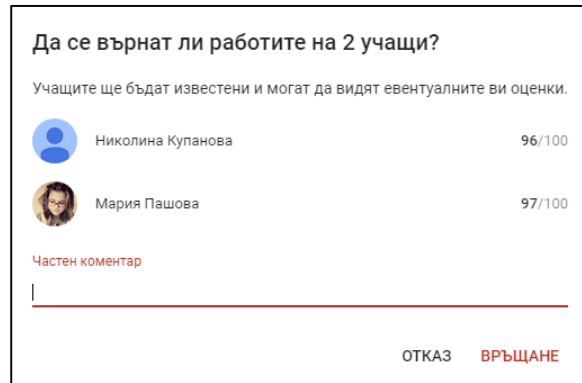 Да се върнат ли работите на 2 учащи?
Учащите ще бъдат известени и могат да видят евентуалните ви оценки.
Николина Купанова 96/100
Мария Пашова 97/100
Частен коментар
ОТКАЗ ВРЪЩАНЕ